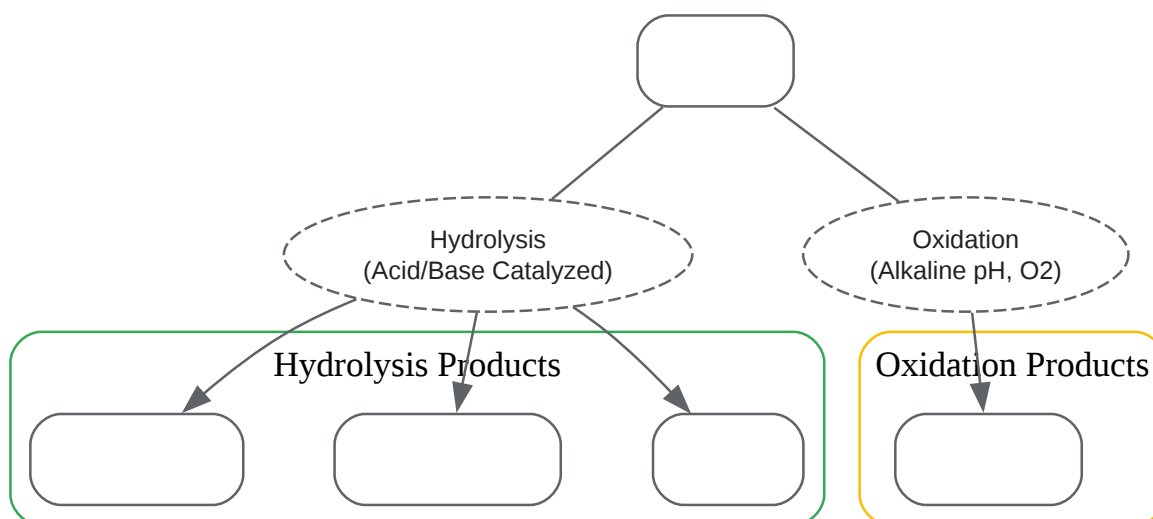 Hydrolysis
(Acid/Base Catalyzed)
Oxidation
(Alkaline pH, O2)
Hydrolysis Products
Oxidation Products